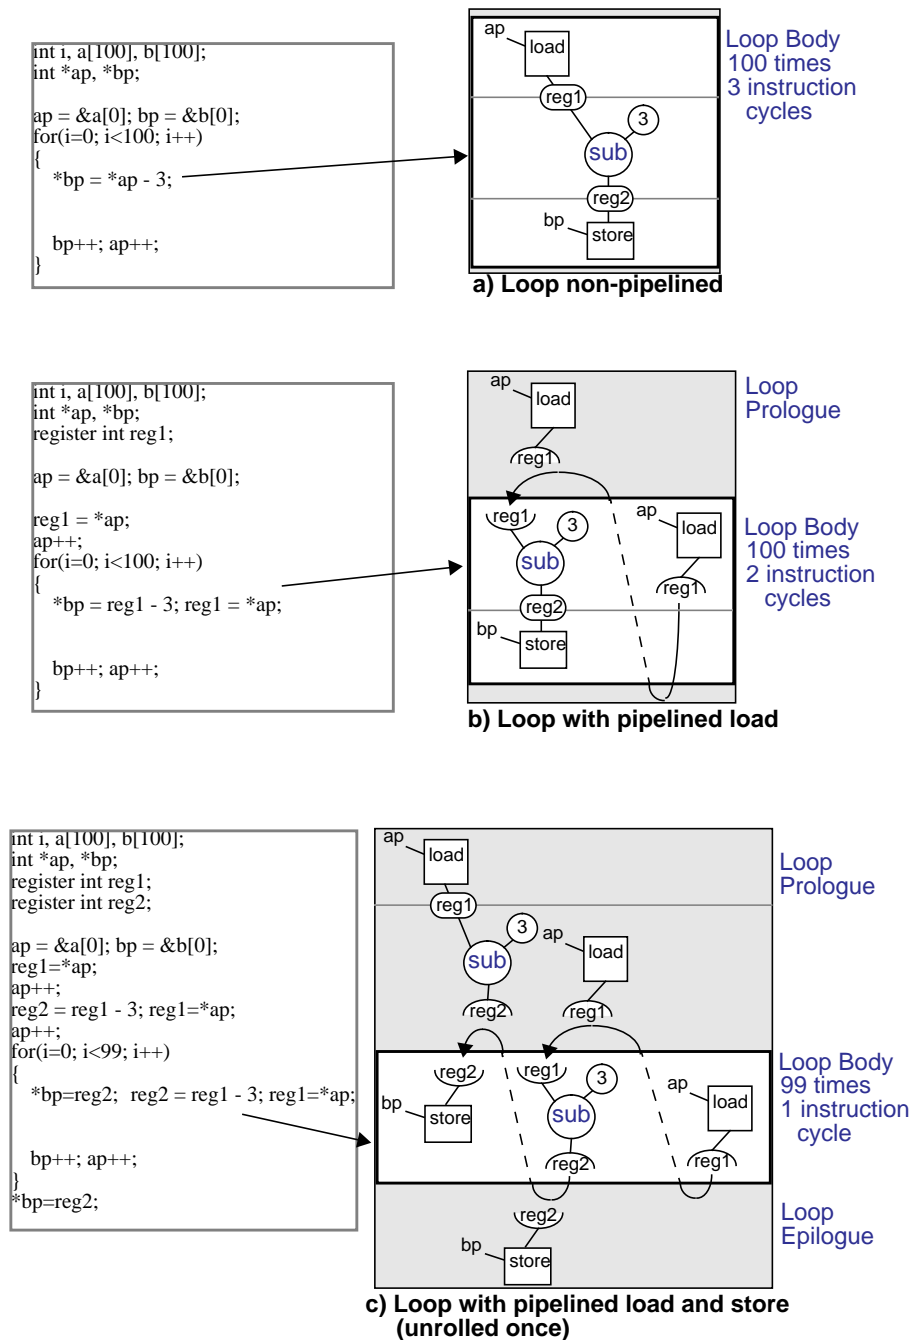 int i, a[100], b[100];
int *ap, *bp;
ap = &a[0]; bp = &b[0];
for(i=0; i<100; i++)
{
*bp = *ap - 3;
bp++; ap++;
}
ap
load
reg1
3
sub
reg2
bp
store
Loop Body
100 times
3 instruction
cycles
a) Loop non-pipelined
int i, a[100], b[100];
int *ap, *bp;
register int reg1;
ap = &a[0]; bp = &b[0];
reg1 = *ap;
ap++;
for(i=0; i<100; i++)
{
*bp = reg1 - 3; reg1 = *ap;
bp++; ap++;
}
ap
load
reg1
Loop
Prologue
reg1
3
sub
reg2
bp
store
ap
load
reg1
Loop Body
100 times
2 instruction
cycles
b) Loop with pipelined load
int i, a[100], b[100];
int *ap, *bp;
register int reg1;
register int reg2;
ap = &a[0]; bp = &b[0];
reg1=*ap;
ap++;
reg2 = reg1 - 3; reg1=*ap;
ap++;
for(i=0; i<99; i++)
{
*bp=reg2;  reg2 = reg1 - 3; reg1=*ap;
bp++; ap++;
}
*bp=reg2;
ap
load
reg1
3
sub
reg2
ap
load
reg1
Loop
Prologue
reg2
bp
store
reg1
3
sub
reg2
ap
load
reg1
Loop Body
99 times
1 instruction
cycle
reg2
bp
store
Loop
Epilogue
c) Loop with pipelined load and store
(unrolled once)